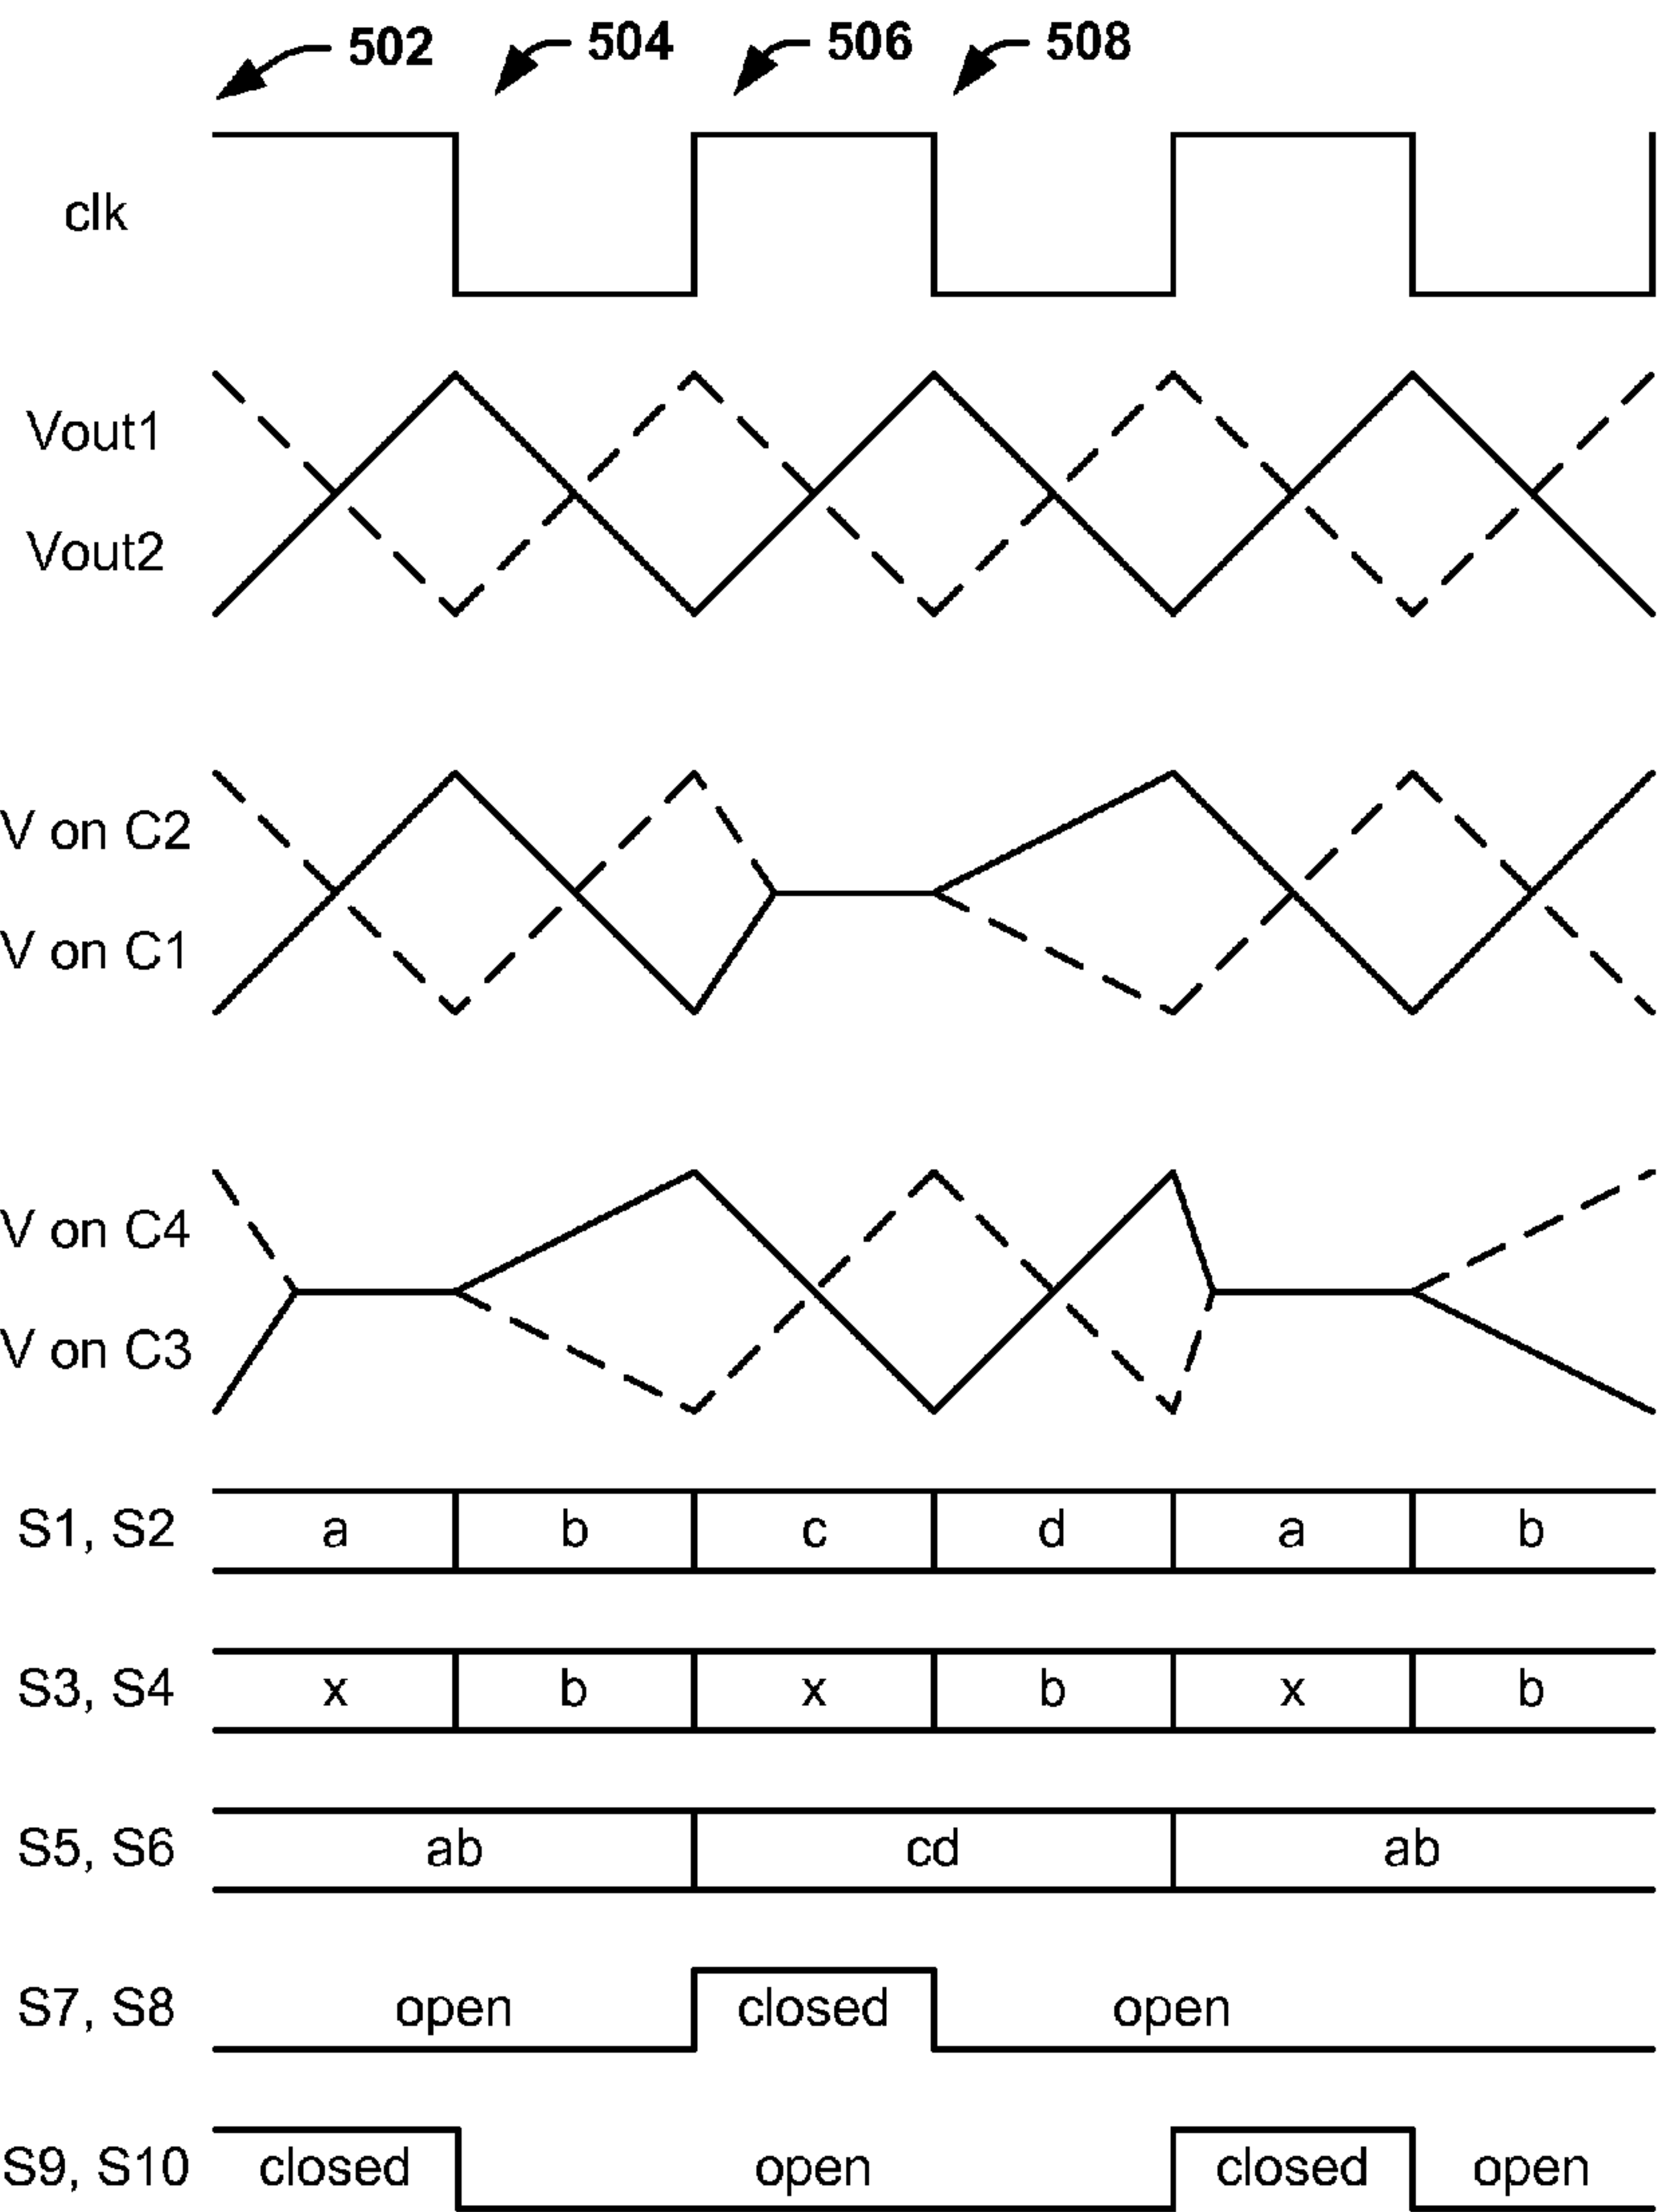 502 504 506 508
clk
Vout1
Vout2
V on C2
V on C1
V on C4
V on C3
S1, S2 a b c d a b
S3, S4 x b x b x b
S5, S6 ab cd ab
S7, S8 open closed open
S9, S10 closed open closed open